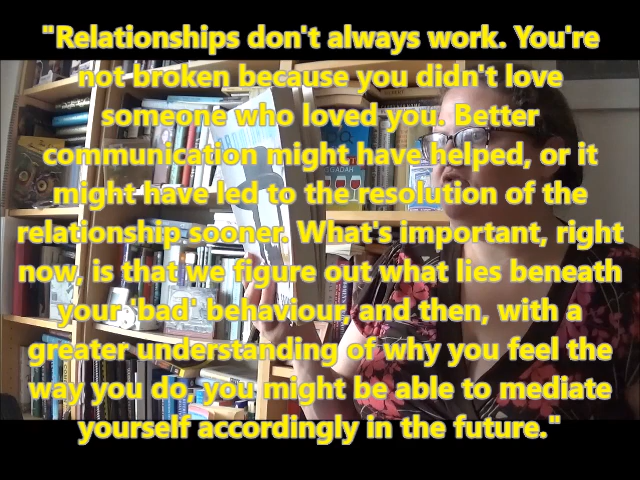 "Relationships don't always work. You're
not broken because you didn't love
someone who loved you. Better
communication might have helped, or it
might have led to the resolution of the
relationship sooner. What's important, right
now, is that we figure out what lies beneath
your 'bad' behaviour, and then, with a
greater understanding of why you feel the
way you do, you might be able to mediate
yourself accordingly in the future."